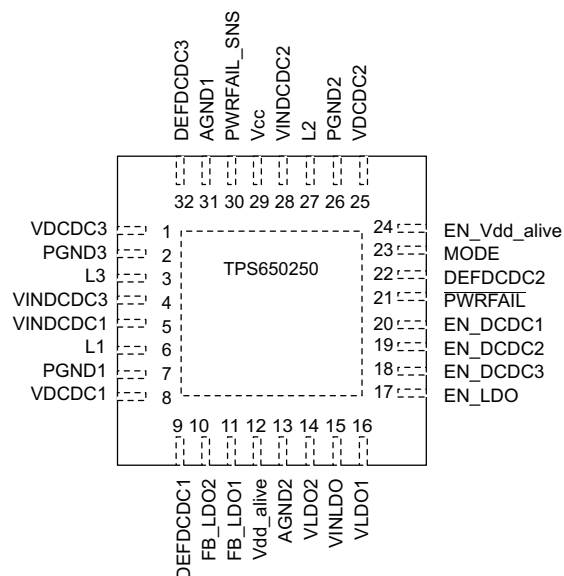 DEFDCDC3
AGND1
PWRFAIL_SNS
Vcc
VINDCDC2
L2
PGND2
VDCDC2
32 31 30 29 28 27 26 25
VDCDC3 1
PGND3 2
L3 3
VINDCDC3 4
VINDCDC1 5
L1 6
PGND1 7
VDCDC1 8
TPS650250
24 EN_Vdd_alive
23 MODE
22 DEFDCDC2
21 PWRFAIL
20 EN_DCDC1
19 EN_DCDC2
18 EN_DCDC3
17 EN_LDO
9 10 11 12 13 14 15 16
DEFDCDC1
FB_LDO2
FB_LDO1
Vdd_alive
AGND2
VLDO2
VINLDO
VLDO1